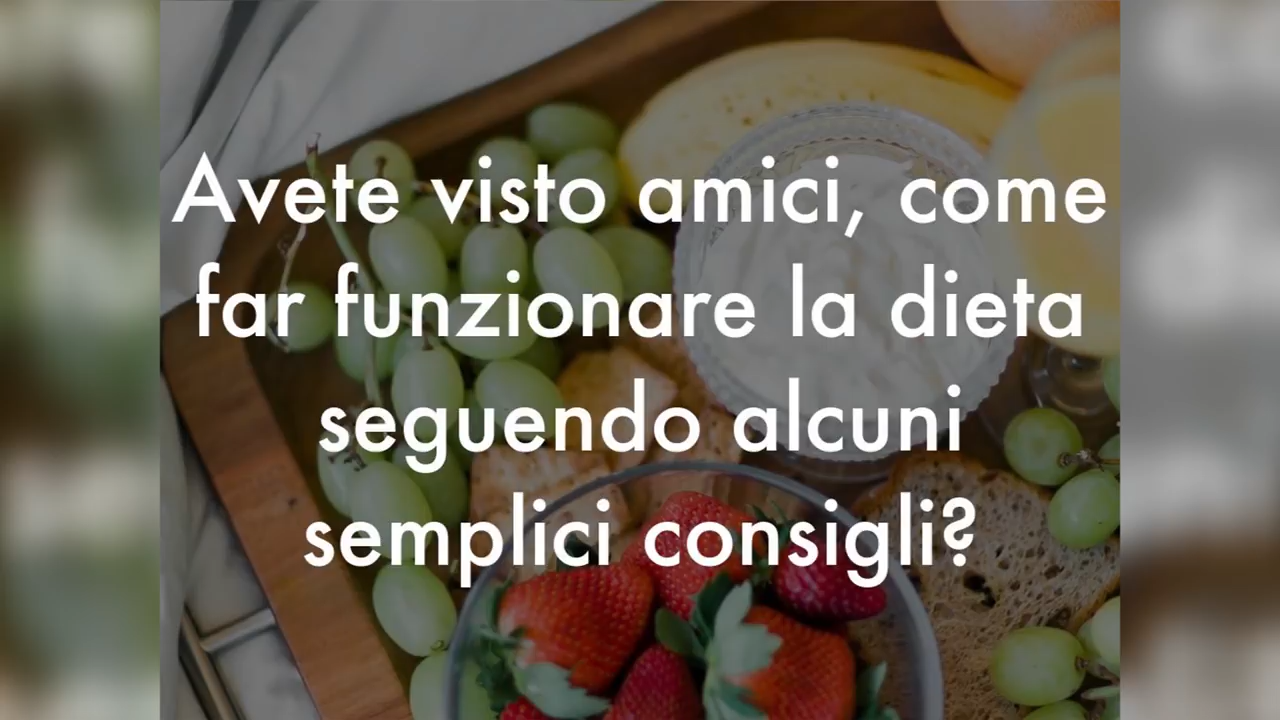 Avete visto amici, come
far funzionare la dieta
seguendo alcuni
semplici consigli?